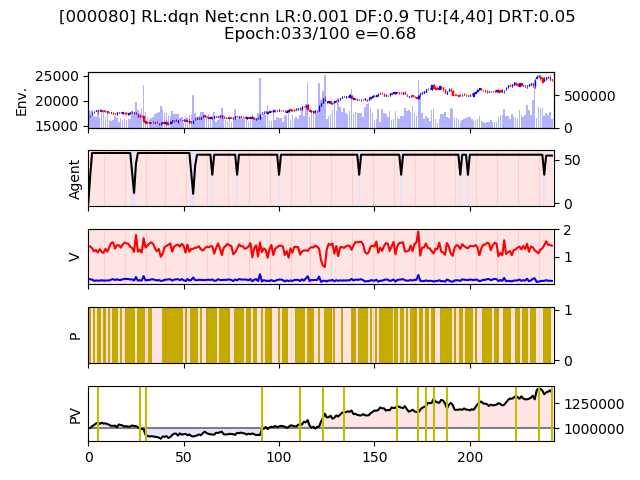 [000080] RL:dqn Net:cnn LR:0.001 DF:0.9 TU:[4,40] DRT:0.05
Epoch:033/100 e=0.68
Env.
25000
20000
15000
500000
0
Agent
50
0
V
2
1
P
1
0
PV
1250000
1000000
0 50 100 150 200